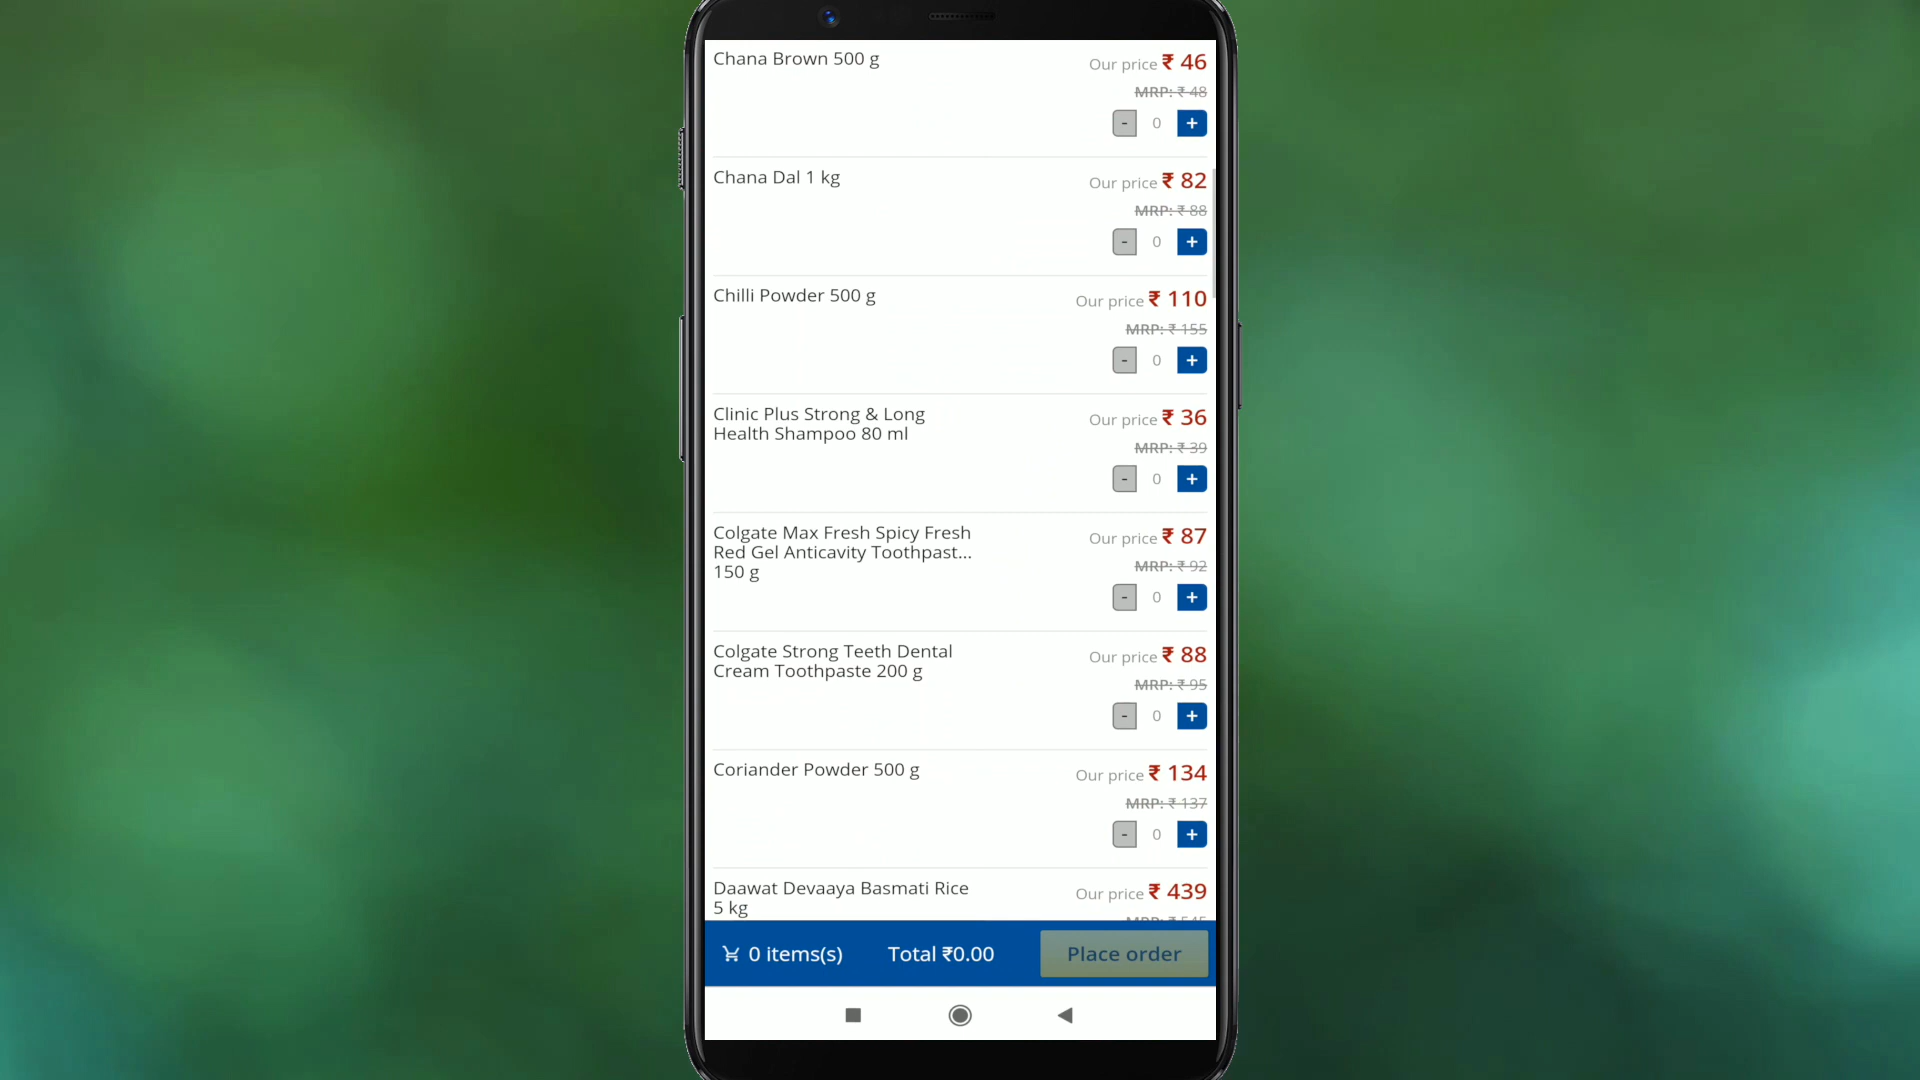 Chana Brown 500 g
Our price ₹ 46
MRP: ₹ 48
- 0 +
Chana Dal 1 kg
Our price ₹ 82
MRP: ₹ 88
- 0 +
Chilli Powder 500 g
Our price ₹ 110
MRP: ₹ 155
- 0 +
Clinic Plus Strong & Long
Health Shampoo 80 ml
Our price ₹ 36
MRP: ₹ 39
- 0 +
Colgate Max Fresh Spicy Fresh
Red Gel Anticavity Toothpast...
150 g
Our price ₹ 87
MRP: ₹ 92
- 0 +
Colgate Strong Teeth Dental
Cream Toothpaste 200 g
Our price ₹ 88
MRP: ₹ 95
- 0 +
Coriander Powder 500 g
Our price ₹ 134
MRP: ₹ 137
- 0 +
Daawat Devaaya Basmati Rice
5 kg
Our price ₹ 439
0 items(s) Total ₹0.00 Place order